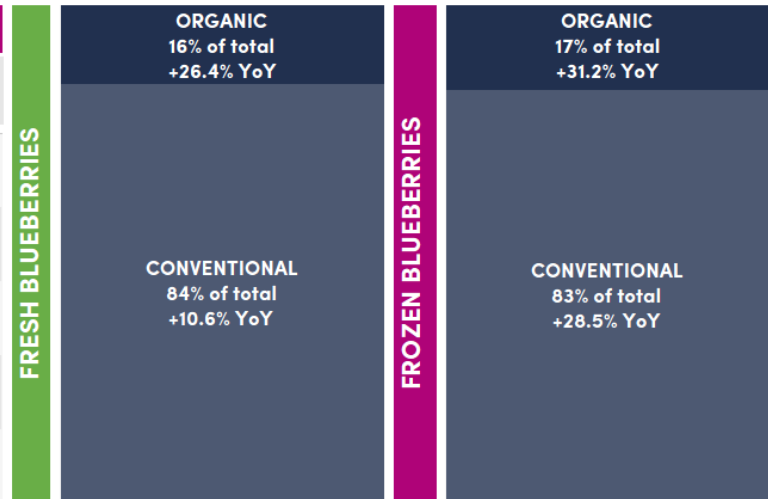 FRESH BLUEBERRIES
ORGANIC
16% of total
+26.4% YoY
CONVENTIONAL
84% of total
+10.6% YoY
FROZEN BLUEBERRIES
ORGANIC
17% of total
+31.2% YoY
CONVENTIONAL
83% of total
+28.5% YoY